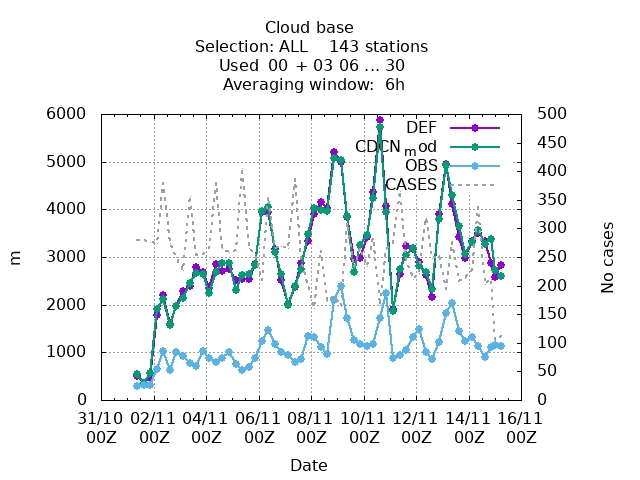 Cloud base
Selection: ALL    143 stations
Used  00 + 03 06 ... 30
Averaging window:  6h
6000
5000
4000
3000
2000
1000
0
m
500
450
400
350
300
250
200
150
100
50
0
No cases
DEF
CDCNmod
OBS
CASES
31/10 02/11 04/11 06/11 08/11 10/11 12/11 14/11 16/11
00Z 00Z 00Z 00Z 00Z 00Z 00Z 00Z 00Z
Date